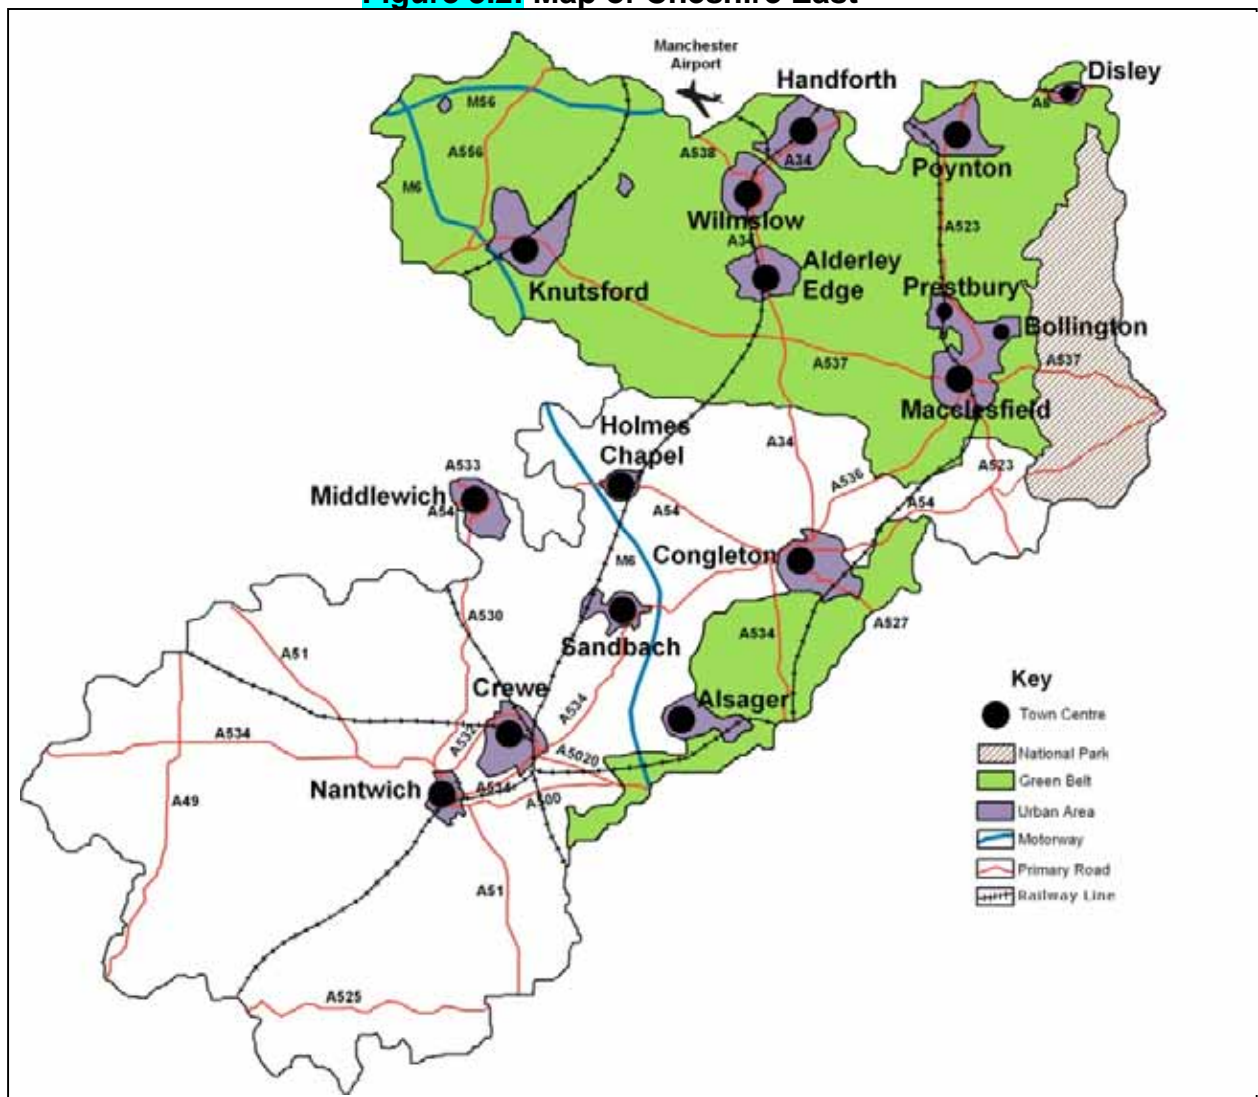 Figure 3.2: Map of Cheshire East
Manchester
Airport
Handforth
Disley
M56
A6
A556
A538
A34
Poynton
M6
Wilmslow
A523
A34
Alderley
Edge
Knutsford
Prestbury
Bollington
A537
A537
Macclesfield
Holmes
Chapel
A34
A533
A536
A523
Middlewich
A54
A54
A54
M6
Congleton
A530
A534
A527
Sandbach
A51
Key
Crewe
Alsager
Town Centre
A534
A534
A532
A5020
National Park
Green Belt
Nantwich
A534
A500
A49
Urban Area
Motorway
Primary Road
A51
Railway Line
A525